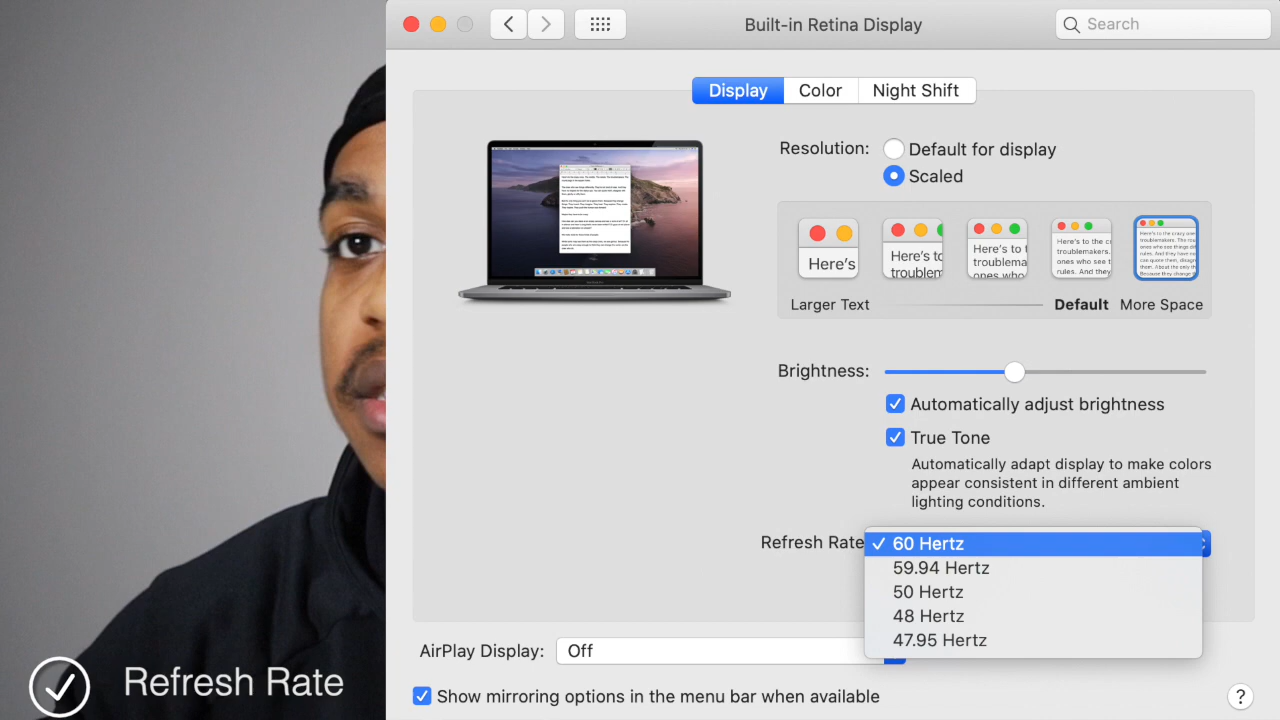 Built-in Retina Display
Search
Display
Color
Night Shift
Resolution:
Default for display
Scaled
Here's
Here's to
troublem
Here's to t
troublema
ones who
Here's to the cr
troublemakers.
ones who see t
rules. And they
Here's to the crazy one
troublemakers. The rou
ones who see things di
rules. And they have no
can quote them, disagr
them. About the only th
Because they change t
Larger Text
Default
More Space
Brightness:
Automatically adjust brightness
True Tone
Automatically adapt display to make colors
appear consistent in different ambient
lighting conditions.
Refresh Rate
60 Hertz
59.94 Hertz
50 Hertz
48 Hertz
47.95 Hertz
AirPlay Display:
Off
Show mirroring options in the menu bar when available
?
Refresh Rate